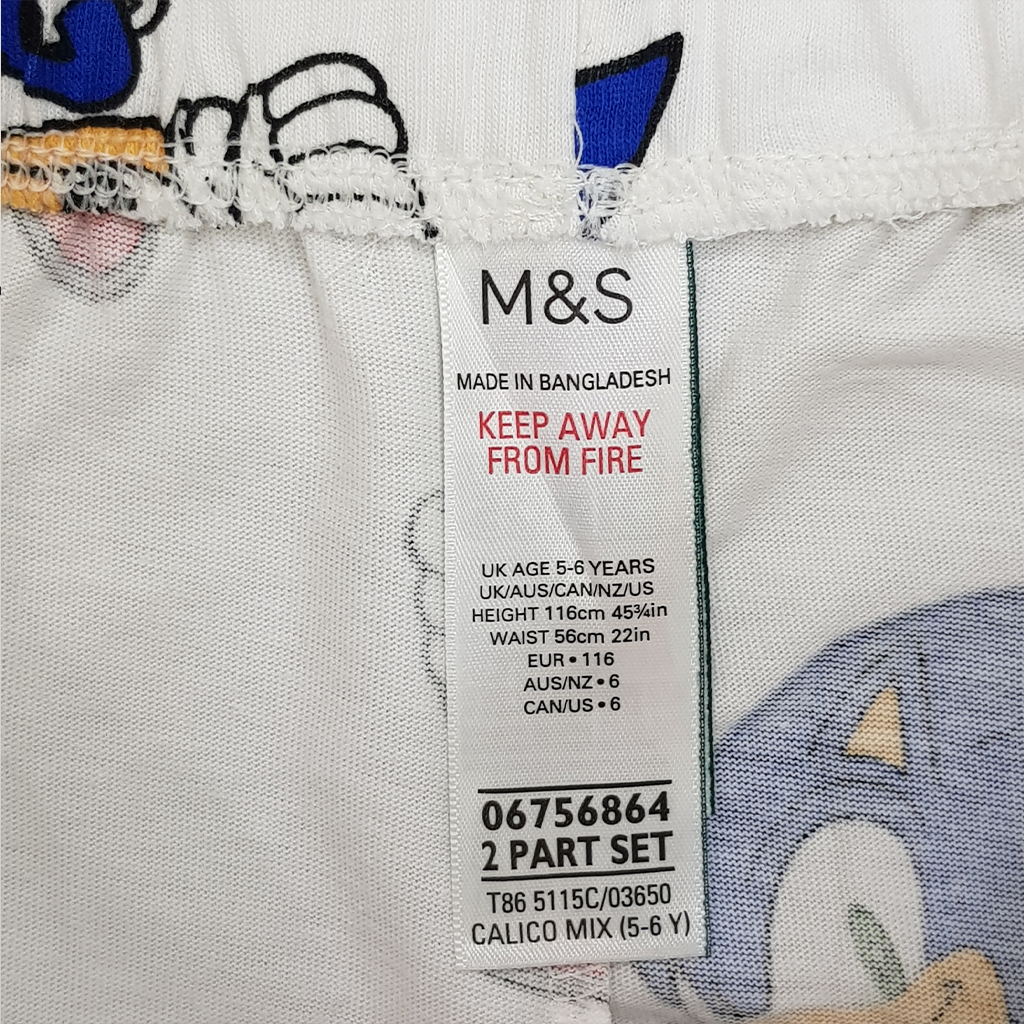 M&S
MADE IN BANGLADESH
KEEP AWAY
FROM FIRE
UK AGE 5-6 YEARS
UK/AUS/CAN/NZ/US
HEIGHT 116cm 45¾in
WAIST 56cm 22in
EUR • 116
AUS/NZ • 6
CAN/US • 6
06756864
2 PART SET
T86 5115C/03650
CALICO MIX (5-6 Y)